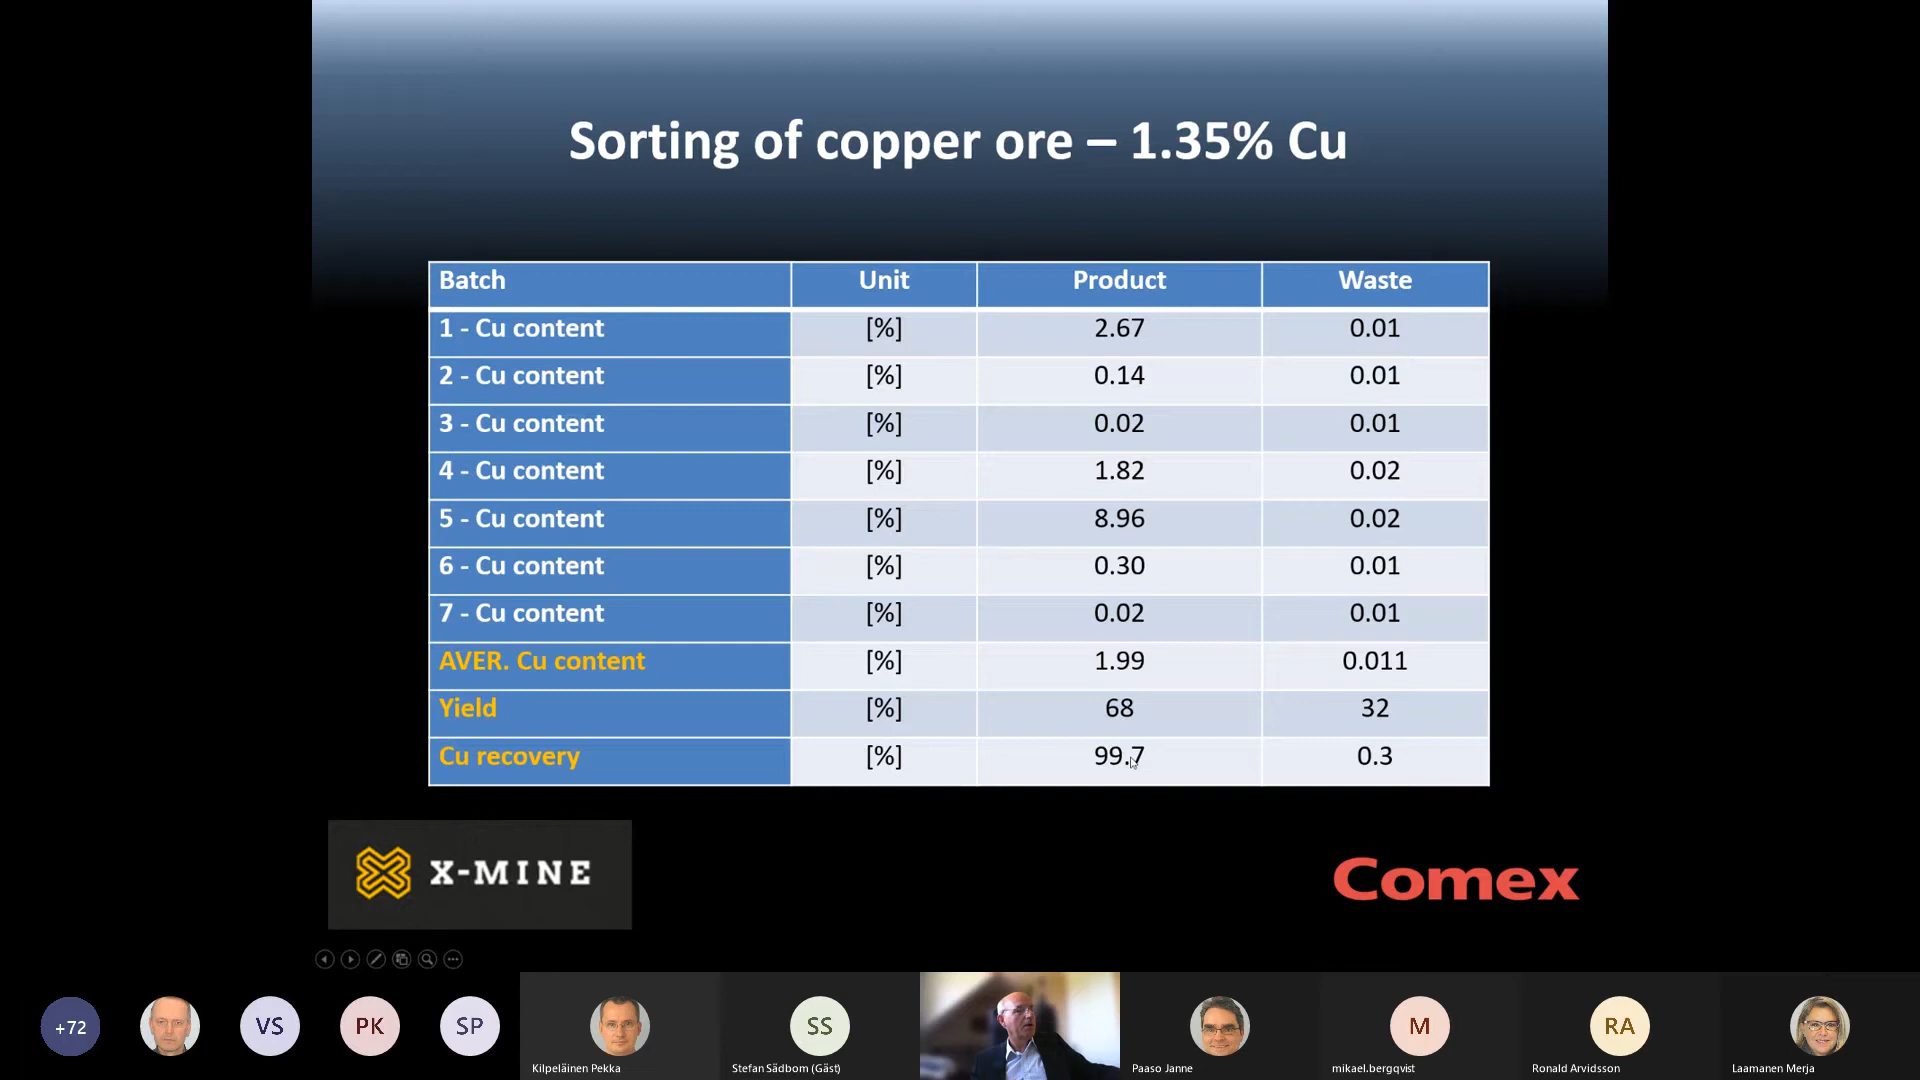 Sorting of copper ore – 1.35% Cu
Batch Unit Product Waste
1 - Cu content [%] 2.67 0.01
2 - Cu content [%] 0.14 0.01
3 - Cu content [%] 0.02 0.01
4 - Cu content [%] 1.82 0.02
5 - Cu content [%] 8.96 0.02
6 - Cu content [%] 0.30 0.01
7 - Cu content [%] 0.02 0.01
AVER. Cu content [%] 1.99 0.011
Yield [%] 68 32
Cu recovery [%] 99.7 0.3
X-MINE
Comex
+72 VS PK SP SS M RA
Kilpeläinen Pekka Stefan Sädbom (Gäst) Paaso Janne mikael.bergqvist Ronald Arvidsson Laamanen Merja